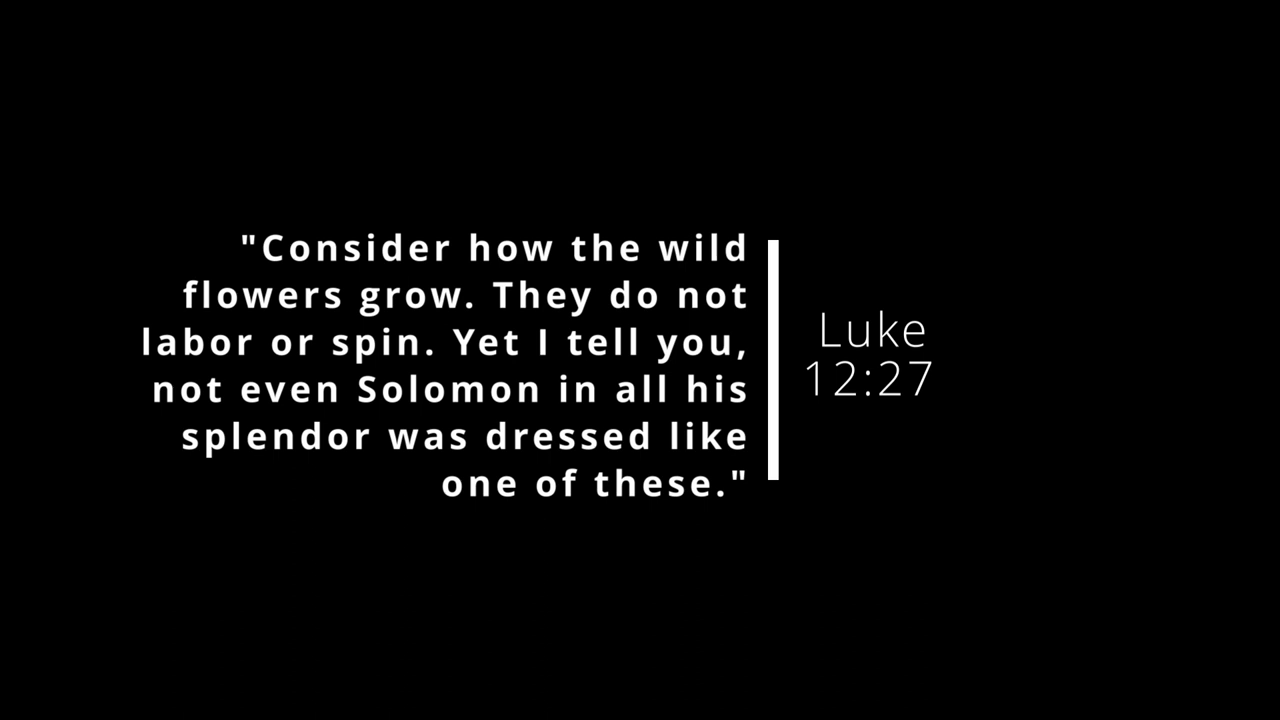 "Consider how the wild
flowers grow. They do not
labor or spin. Yet I tell you,
not even Solomon in all his
splendor was dressed like
one of these."
Luke
12:27